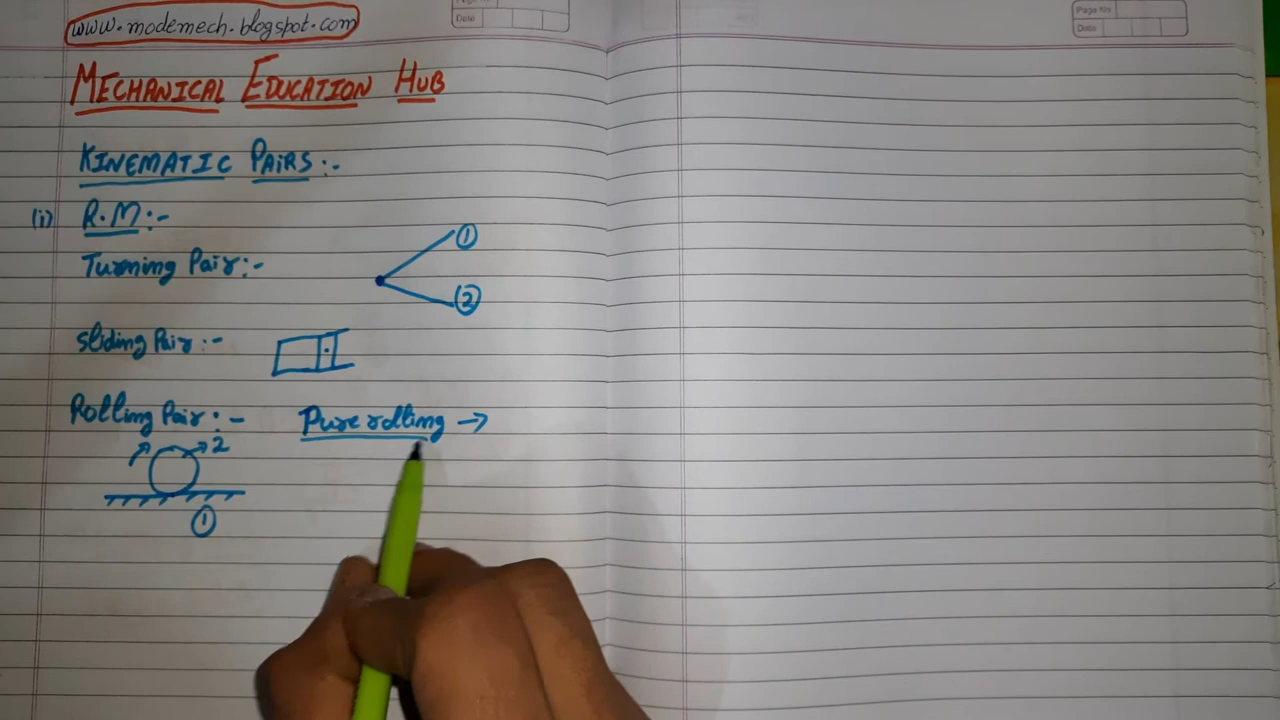 www.modemech.blogspot.com
Page No
Date
Page No
Date
MECHANICAL EDUCATION HUB
KINEMATIC PAIRS:-
(i) R.M:-
Turning Pair:-
1
2
Sliding Pair:-
Rolling Pair:- Pure rolling →
2
1